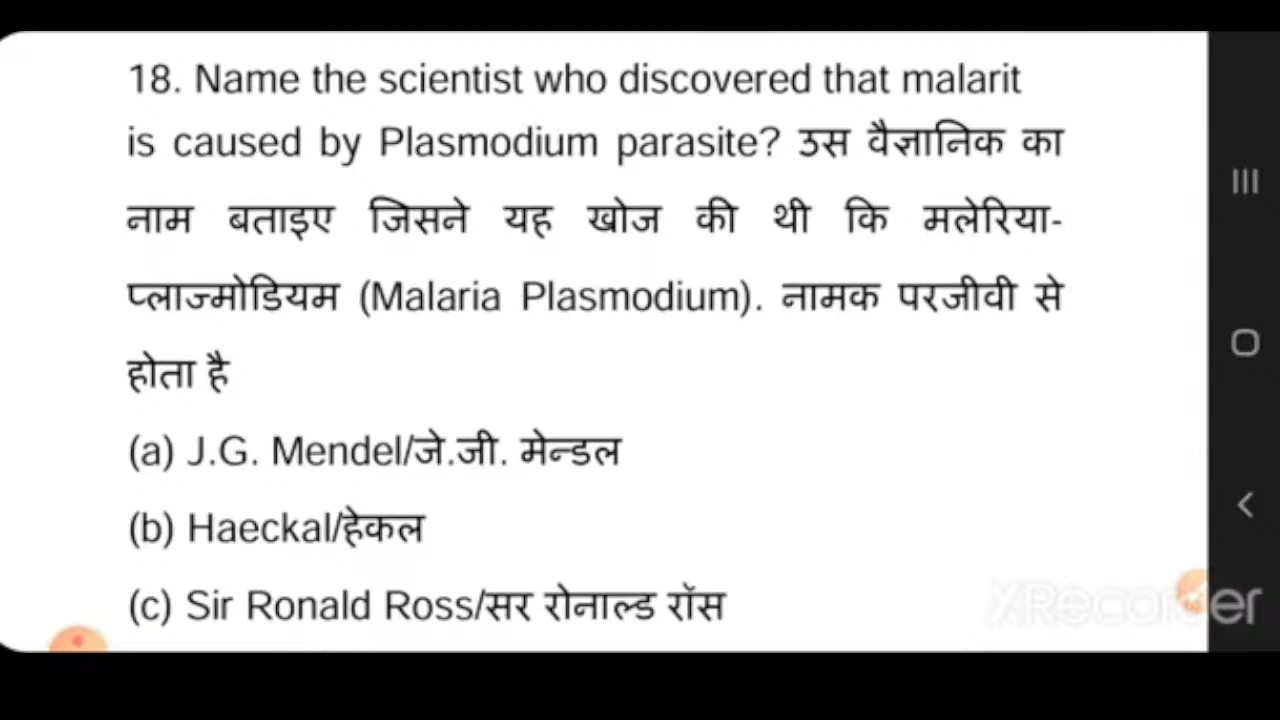 18. Name the scientist who discovered that malarit
is caused by Plasmodium parasite? उस वैज्ञानिक का
नाम बताइए जिसने यह खोज की थी कि मलेरिया-
प्लाज्मोडियम (Malaria Plasmodium). नामक परजीवी से
होता है
(a) J.G. Mendel/जे.जी. मेन्डल
(b) Haeckal/हेकल
(c) Sir Ronald Ross/सर रोनाल्ड रॉस
XRecorder